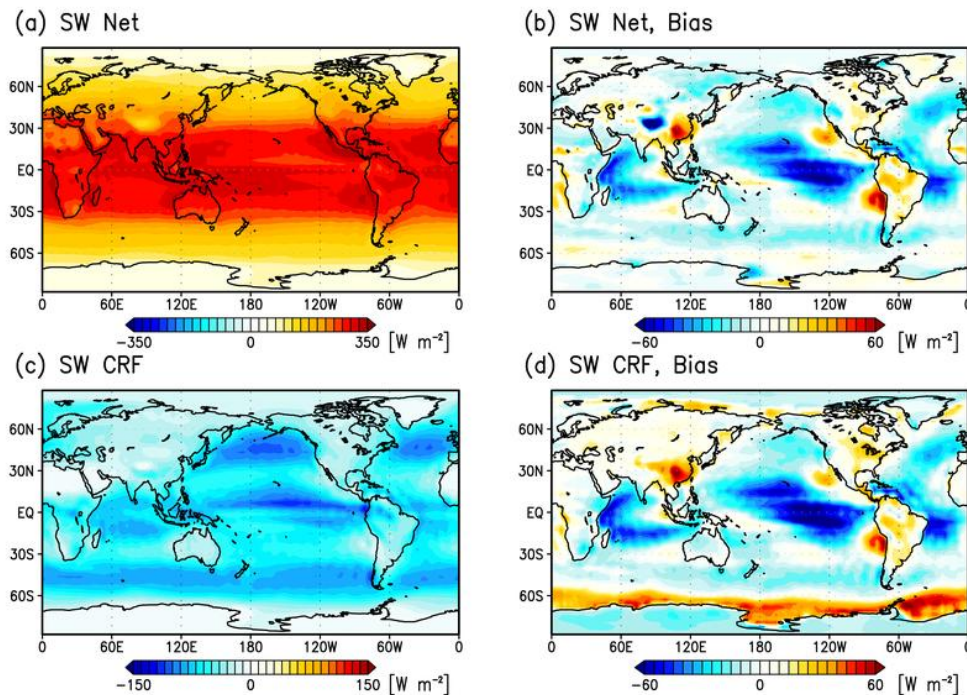 (a) SW Net
(b) SW Net, Bias
60N
30N
EQ
30S
60S
0 60E 120E 180 120W 60W 0
-350 0 350 [W m⁻²]
60N
30N
EQ
30S
60S
0 60E 120E 180 120W 60W 0
-60 0 60 [W m⁻²]
(c) SW CRF
(d) SW CRF, Bias
60N
30N
EQ
30S
60S
0 60E 120E 180 120W 60W 0
-150 0 150 [W m⁻²]
60N
30N
EQ
30S
60S
0 60E 120E 180 120W 60W 0
-60 0 60 [W m⁻²]